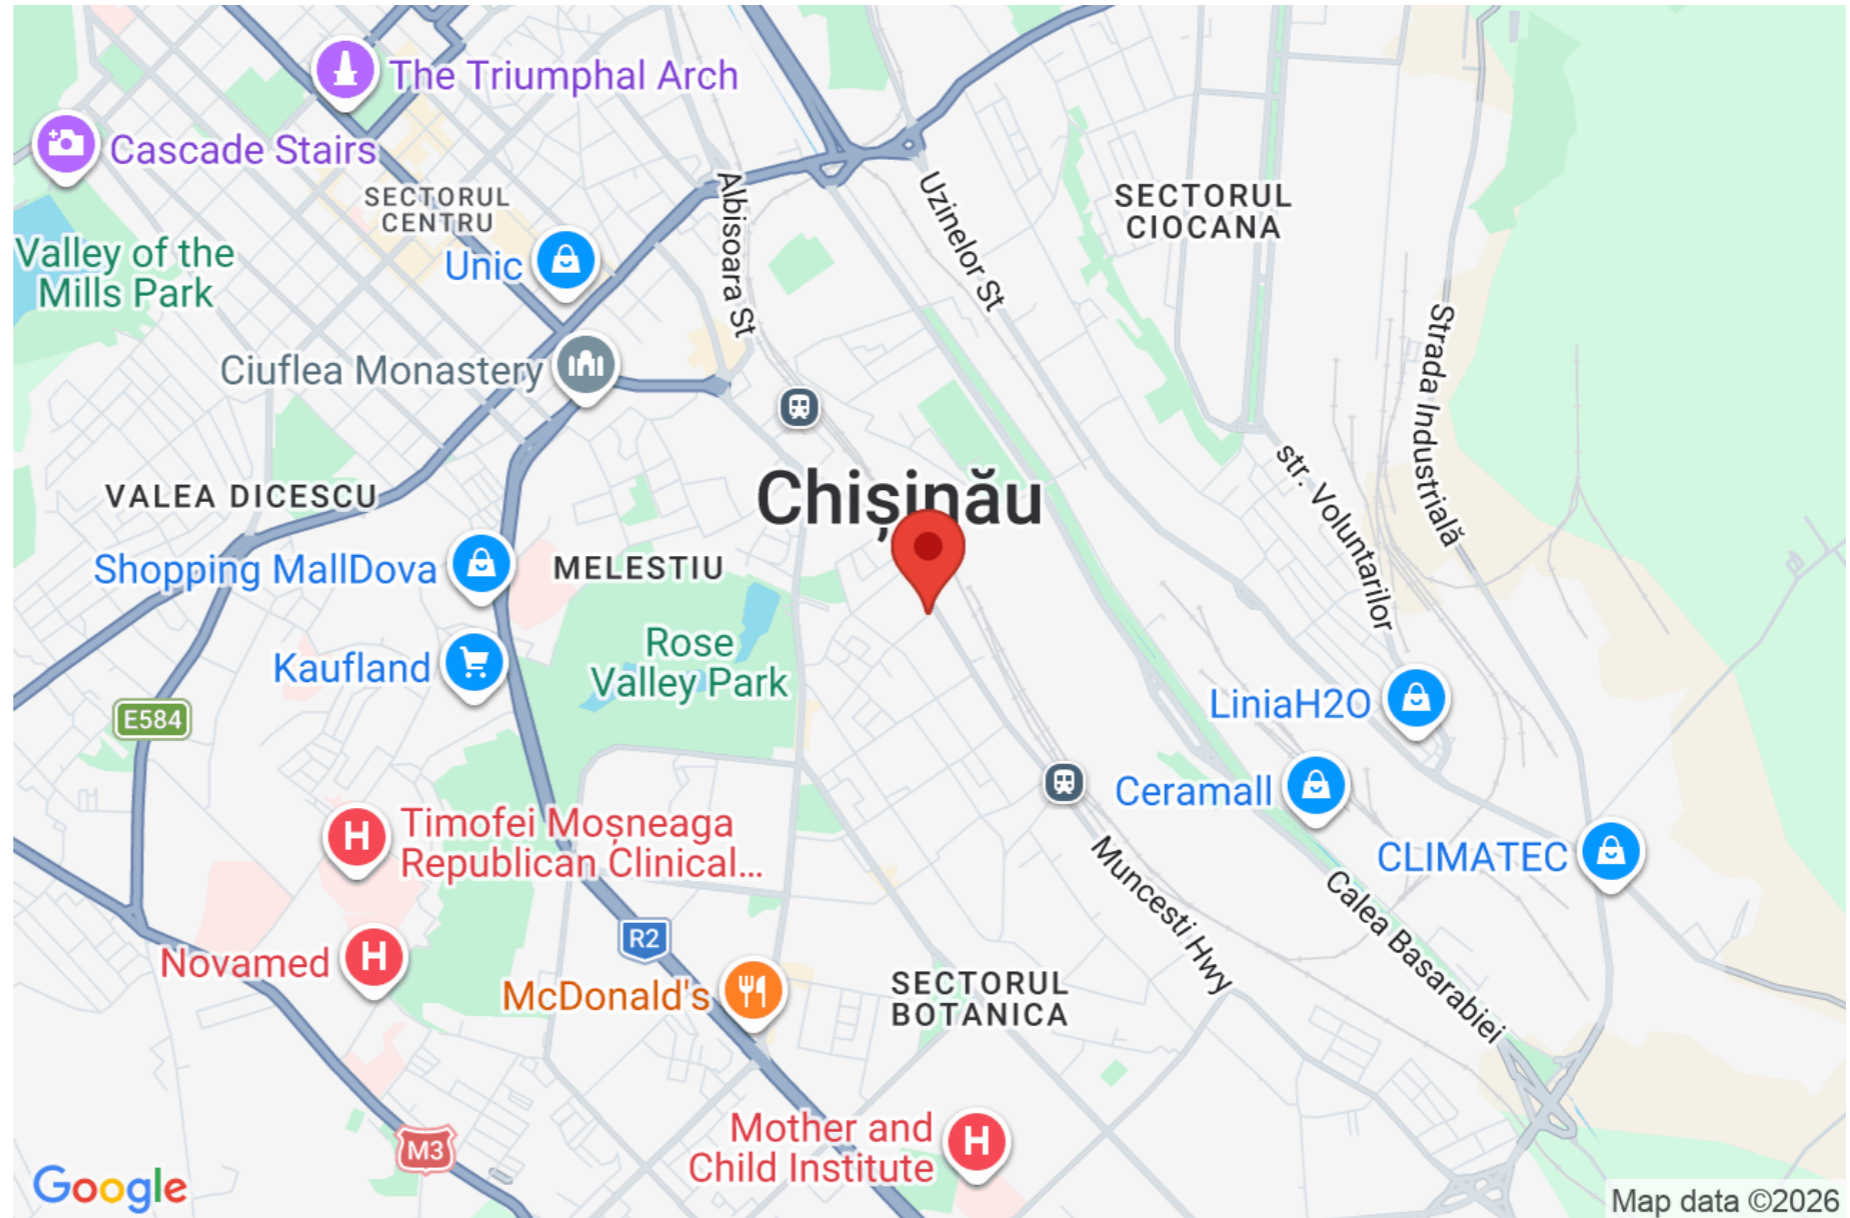 The Triumphal Arch
Cascade Stairs
SECTORUL
CENTRU
Albisoara St
Uzinelor St
SECTORUL
CIOCANA
Valley of the
Mills Park
Unic
Strada Industrială
Ciuflea Monastery
str. Voluntarilor
Chișinău
VALEA DICESCU
Shopping MallDova
MELESTIU
Rose
Valley Park
Kaufland
E584
LiniaH2O
Ceramall
Timofei Moșneaga
Republican Clinical...
CLIMATEC
Muncesti Hwy
Calea Basarabiei
R2
Novamed
McDonald's
SECTORUL
BOTANICA
Mother and
Child Institute
M3
Google
Map data ©2026